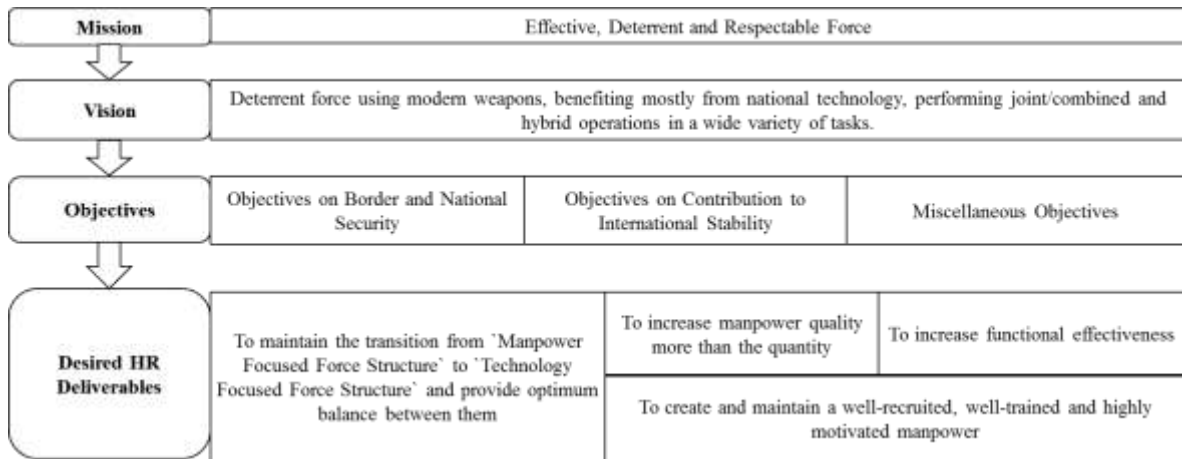 Mission
Effective, Deterrent and Respectable Force
Vision
Deterrent force using modern weapons, benefiting mostly from national technology, performing joint/combined and
hybrid operations in a wide variety of tasks.
Objectives
Objectives on Border and National
Security
Objectives on Contribution to
International Stability
Miscellaneous Objectives
Desired HR
Deliverables
To maintain the transition from `Manpower
Focused Force Structure` to `Technology
Focused Force Structure` and provide optimum
balance between them
To increase manpower quality
more than the quantity
To increase functional effectiveness
To create and maintain a well-recruited, well-trained and highly
motivated manpower